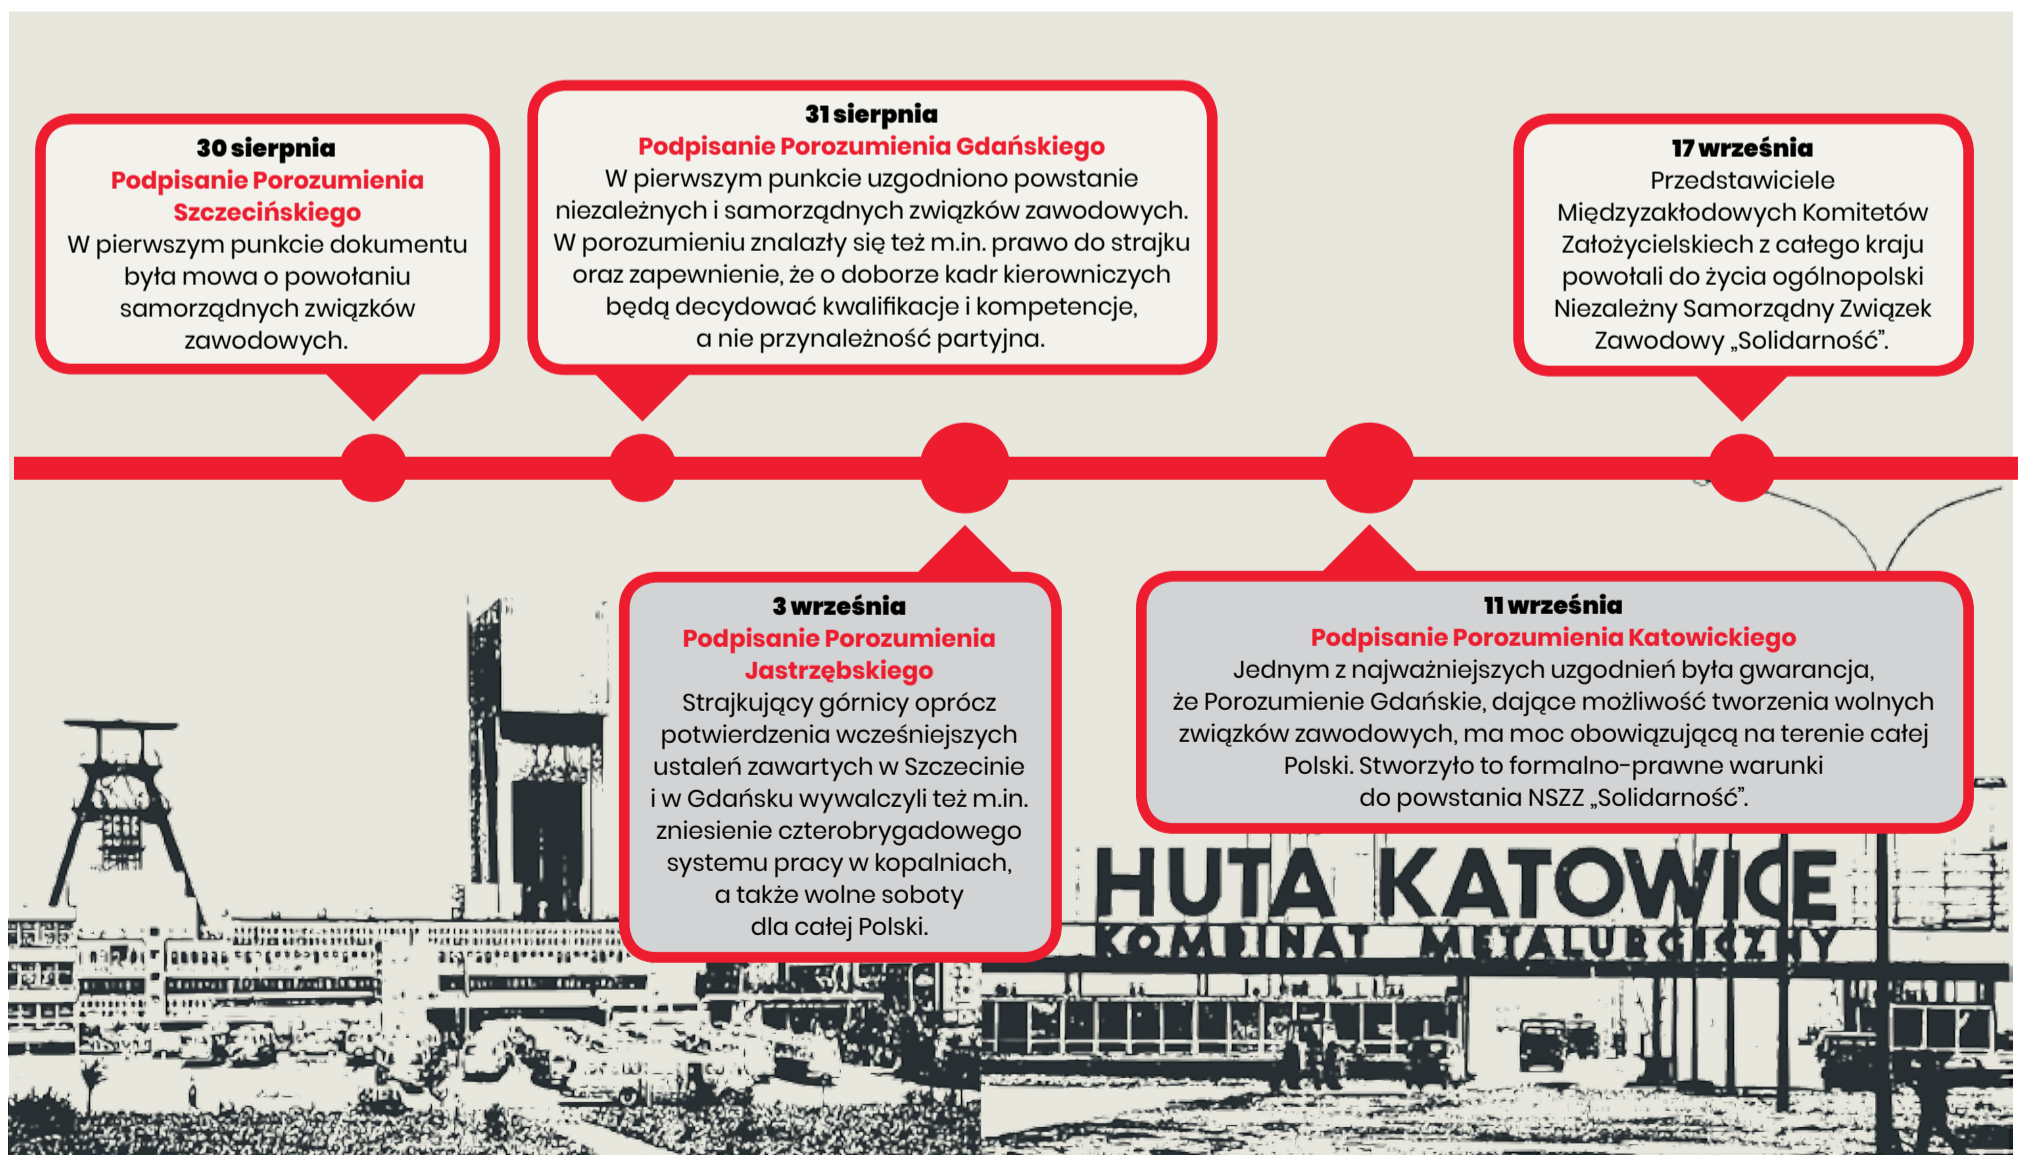 30 sierpnia
Podpisanie Porozumienia
Szczecińskiego
W pierwszym punkcie dokumentu
była mowa o powołaniu
samorządnych związków
zawodowych.
31 sierpnia
Podpisanie Porozumienia Gdańskiego
W pierwszym punkcie uzgodniono powstanie
niezależnych i samorządnych związków zawodowych.
W porozumieniu znalazły się też m.in. prawo do strajku
oraz zapewnienie, że o doborze kadr kierowniczych
będą decydować kwalifikacje i kompetencje,
a nie przynależność partyjna.
17 września
Przedstawiciele
Międzyzakłodowych Komitetów
Założycielskiech z całego kraju
powołali do życia ogólnopolski
Niezależny Samorządny Związek
Zawodowy „Solidarność”.
3 września
Podpisanie Porozumienia
Jastrzębskiego
Strajkujący górnicy oprócz
potwierdzenia wcześniejszych
ustaleń zawartych w Szczecinie
i w Gdańsku wywalczyli też m.in.
zniesienie czterobrygadowego
systemu pracy w kopalniach,
a także wolne soboty
dla całej Polski.
11 września
Podpisanie Porozumienia Katowickiego
Jednym z najważniejszych uzgodnień była gwarancja,
że Porozumienie Gdańskie, dające możliwość tworzenia wolnych
związków zawodowych, ma moc obowiązującą na terenie całej
Polski. Stworzyło to formalno-prawne warunki
do powstania NSZZ „Solidarność”.
HUTA KATOWICE
KOMBINAT METALURGICZNY